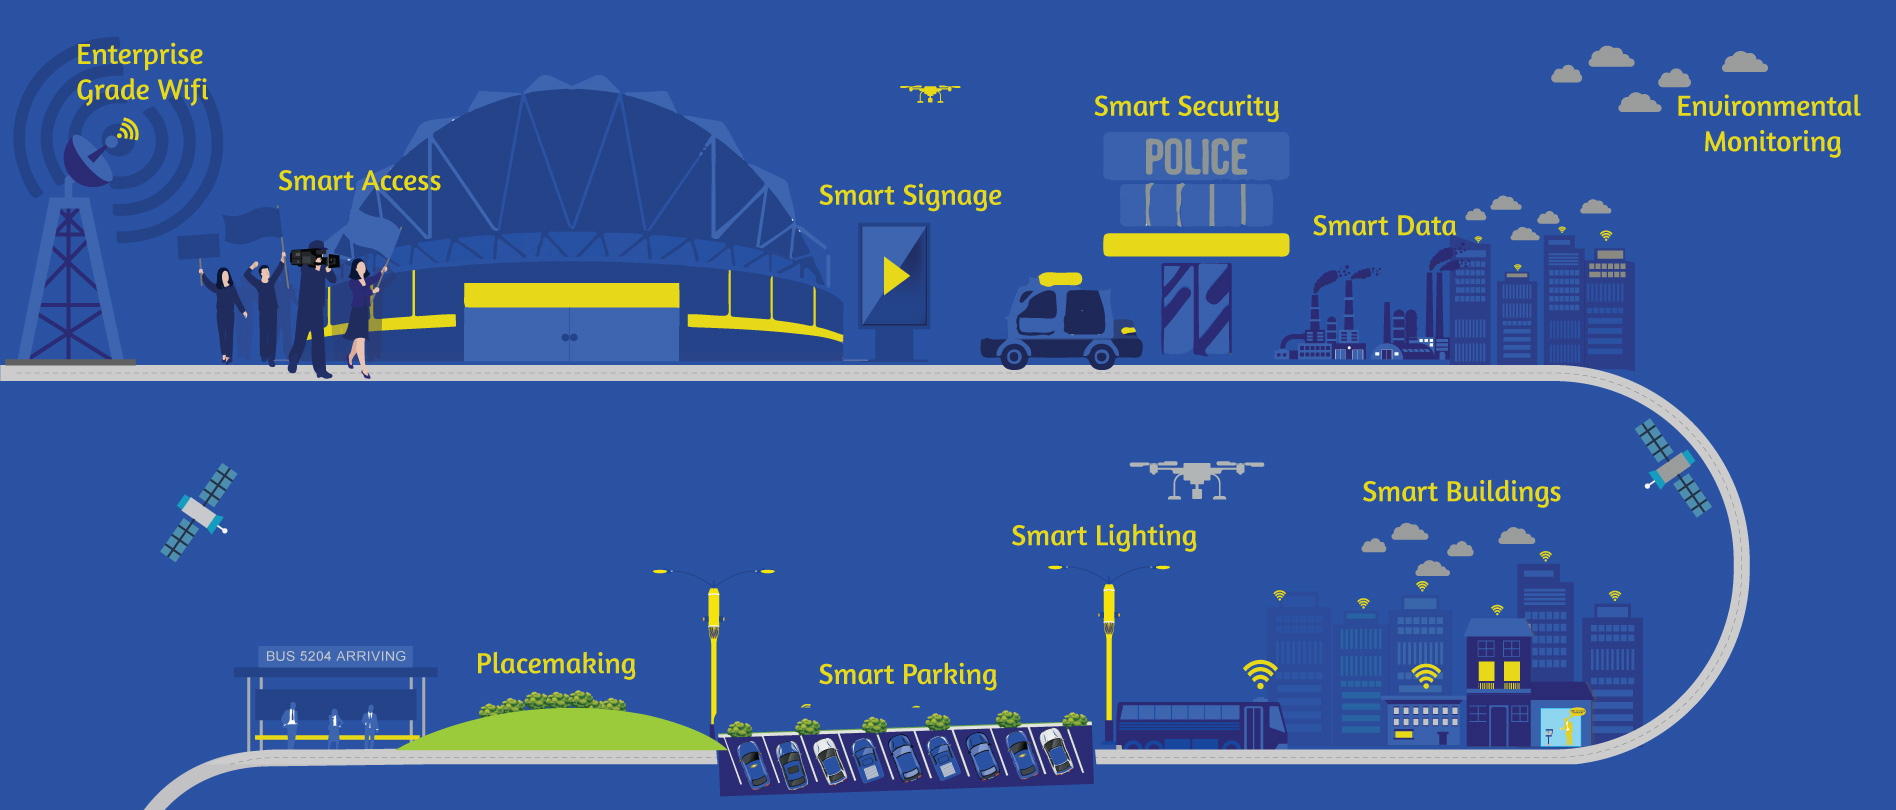 Enterprise
Grade Wifi
Smart Access
Smart Signage
Smart Security
POLICE
Smart Data
Environmental
Monitoring
Smart Buildings
Smart Lighting
BUS 5204 ARRIVING
Placemaking
Smart Parking